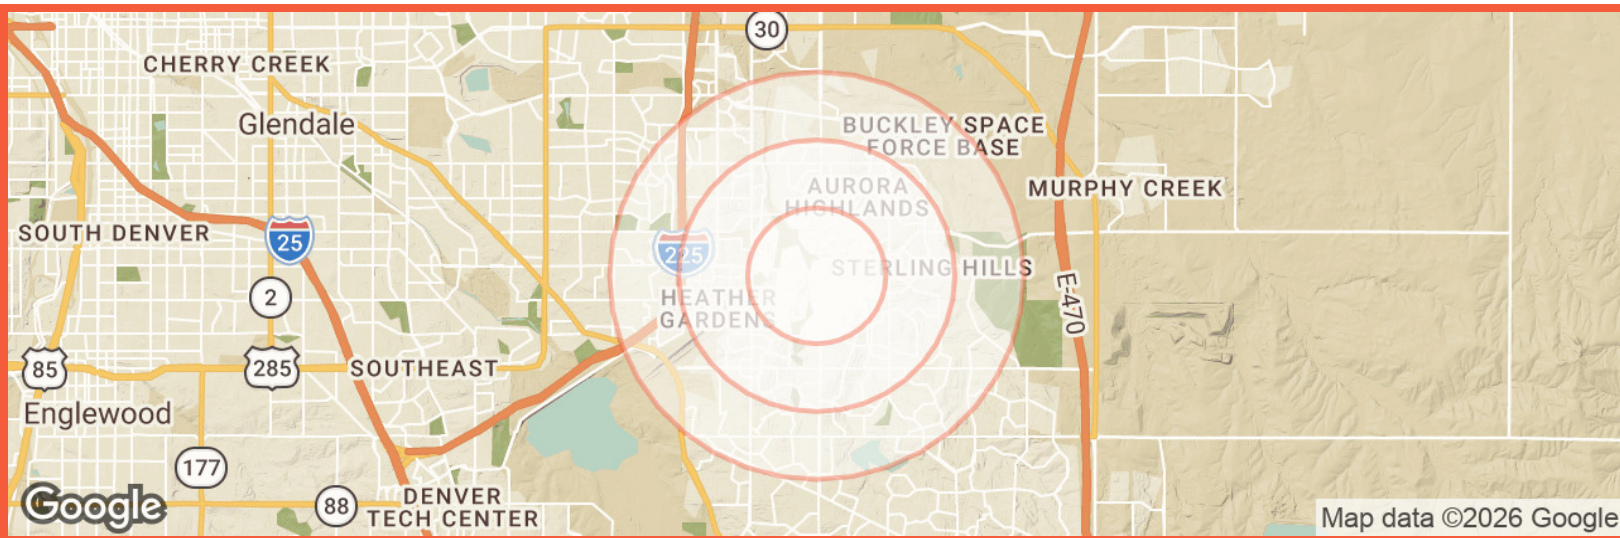 30
CHERRY CREEK
Glendale
BUCKLEY SPACE
FORCE BASE
AURORA
HIGHLANDS
MURPHY CREEK
SOUTH DENVER
25
225
STERLING HILLS
2
HEATHER
GARDENS
E-470
85
285
SOUTHEAST
Englewood
177
88
DENVER
TECH CENTER
Google
Map data ©2026 Google